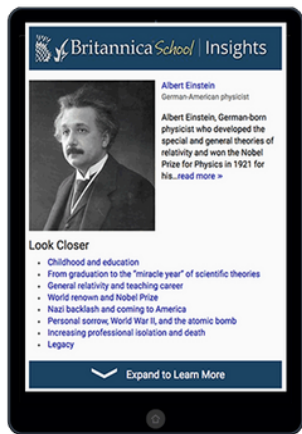 Britannica School | Insights
Albert Einstein
German-American physicist
Albert Einstein, German-born
physicist who developed the
special and general theories of
relativity and won the Nobel
Prize for Physics in 1921 for
his...read more »
Look Closer
• Childhood and education
• From graduation to the "miracle year" of scientific theories
• General relativity and teaching career
• World renown and Nobel Prize
• Nazi backlash and coming to America
• Personal sorrow, World War II, and the atomic bomb
• Increasing professional isolation and death
• Legacy
Expand to Learn More